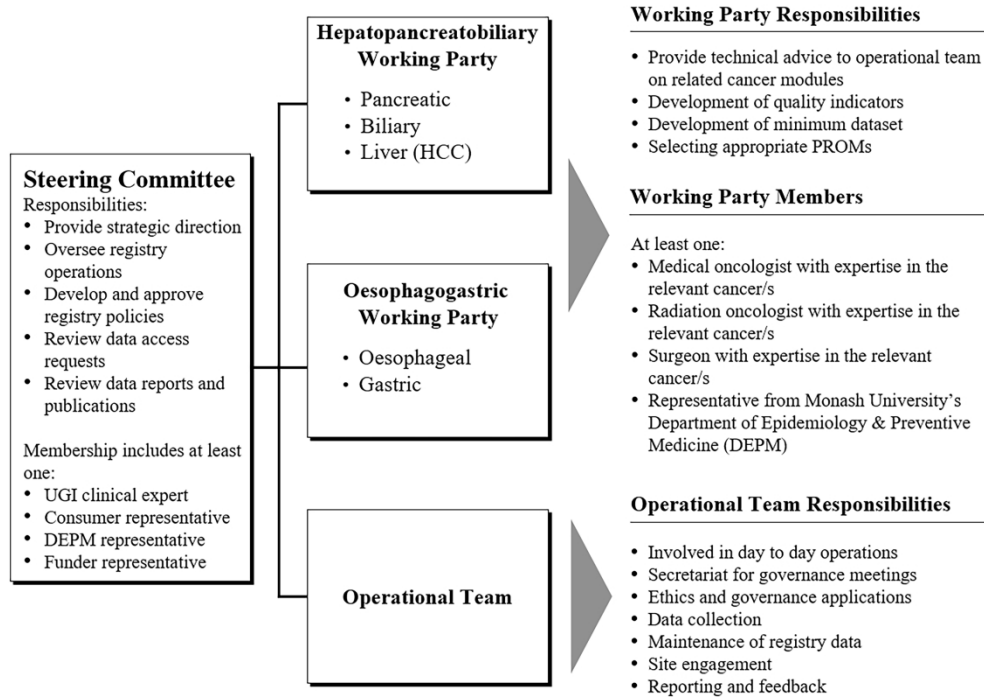 Steering Committee
Responsibilities:
• Provide strategic direction
• Oversee registry
operations
• Develop and approve
registry policies
• Review data access
requests
• Review data reports and
publications
Membership includes at least
one:
• UGI clinical expert
• Consumer representative
• DEPM representative
• Funder representative
Hepatopancreatobiliary
Working Party
• Pancreatic
• Biliary
• Liver (HCC)
Oesophagogastric
Working Party
• Oesophageal
• Gastric
Operational Team
Working Party Responsibilities
• Provide technical advice to operational team
on related cancer modules
• Development of quality indicators
• Development of minimum dataset
• Selecting appropriate PROMs
Working Party Members
At least one:
• Medical oncologist with expertise in the
relevant cancer/s
• Radiation oncologist with expertise in the
relevant cancer/s
• Surgeon with expertise in the relevant
cancer/s
• Representative from Monash University’s
Department of Epidemiology & Preventive
Medicine (DEPM)
Operational Team Responsibilities
• Involved in day to day operations
• Secretariat for governance meetings
• Ethics and governance applications
• Data collection
• Maintenance of registry data
• Site engagement
• Reporting and feedback